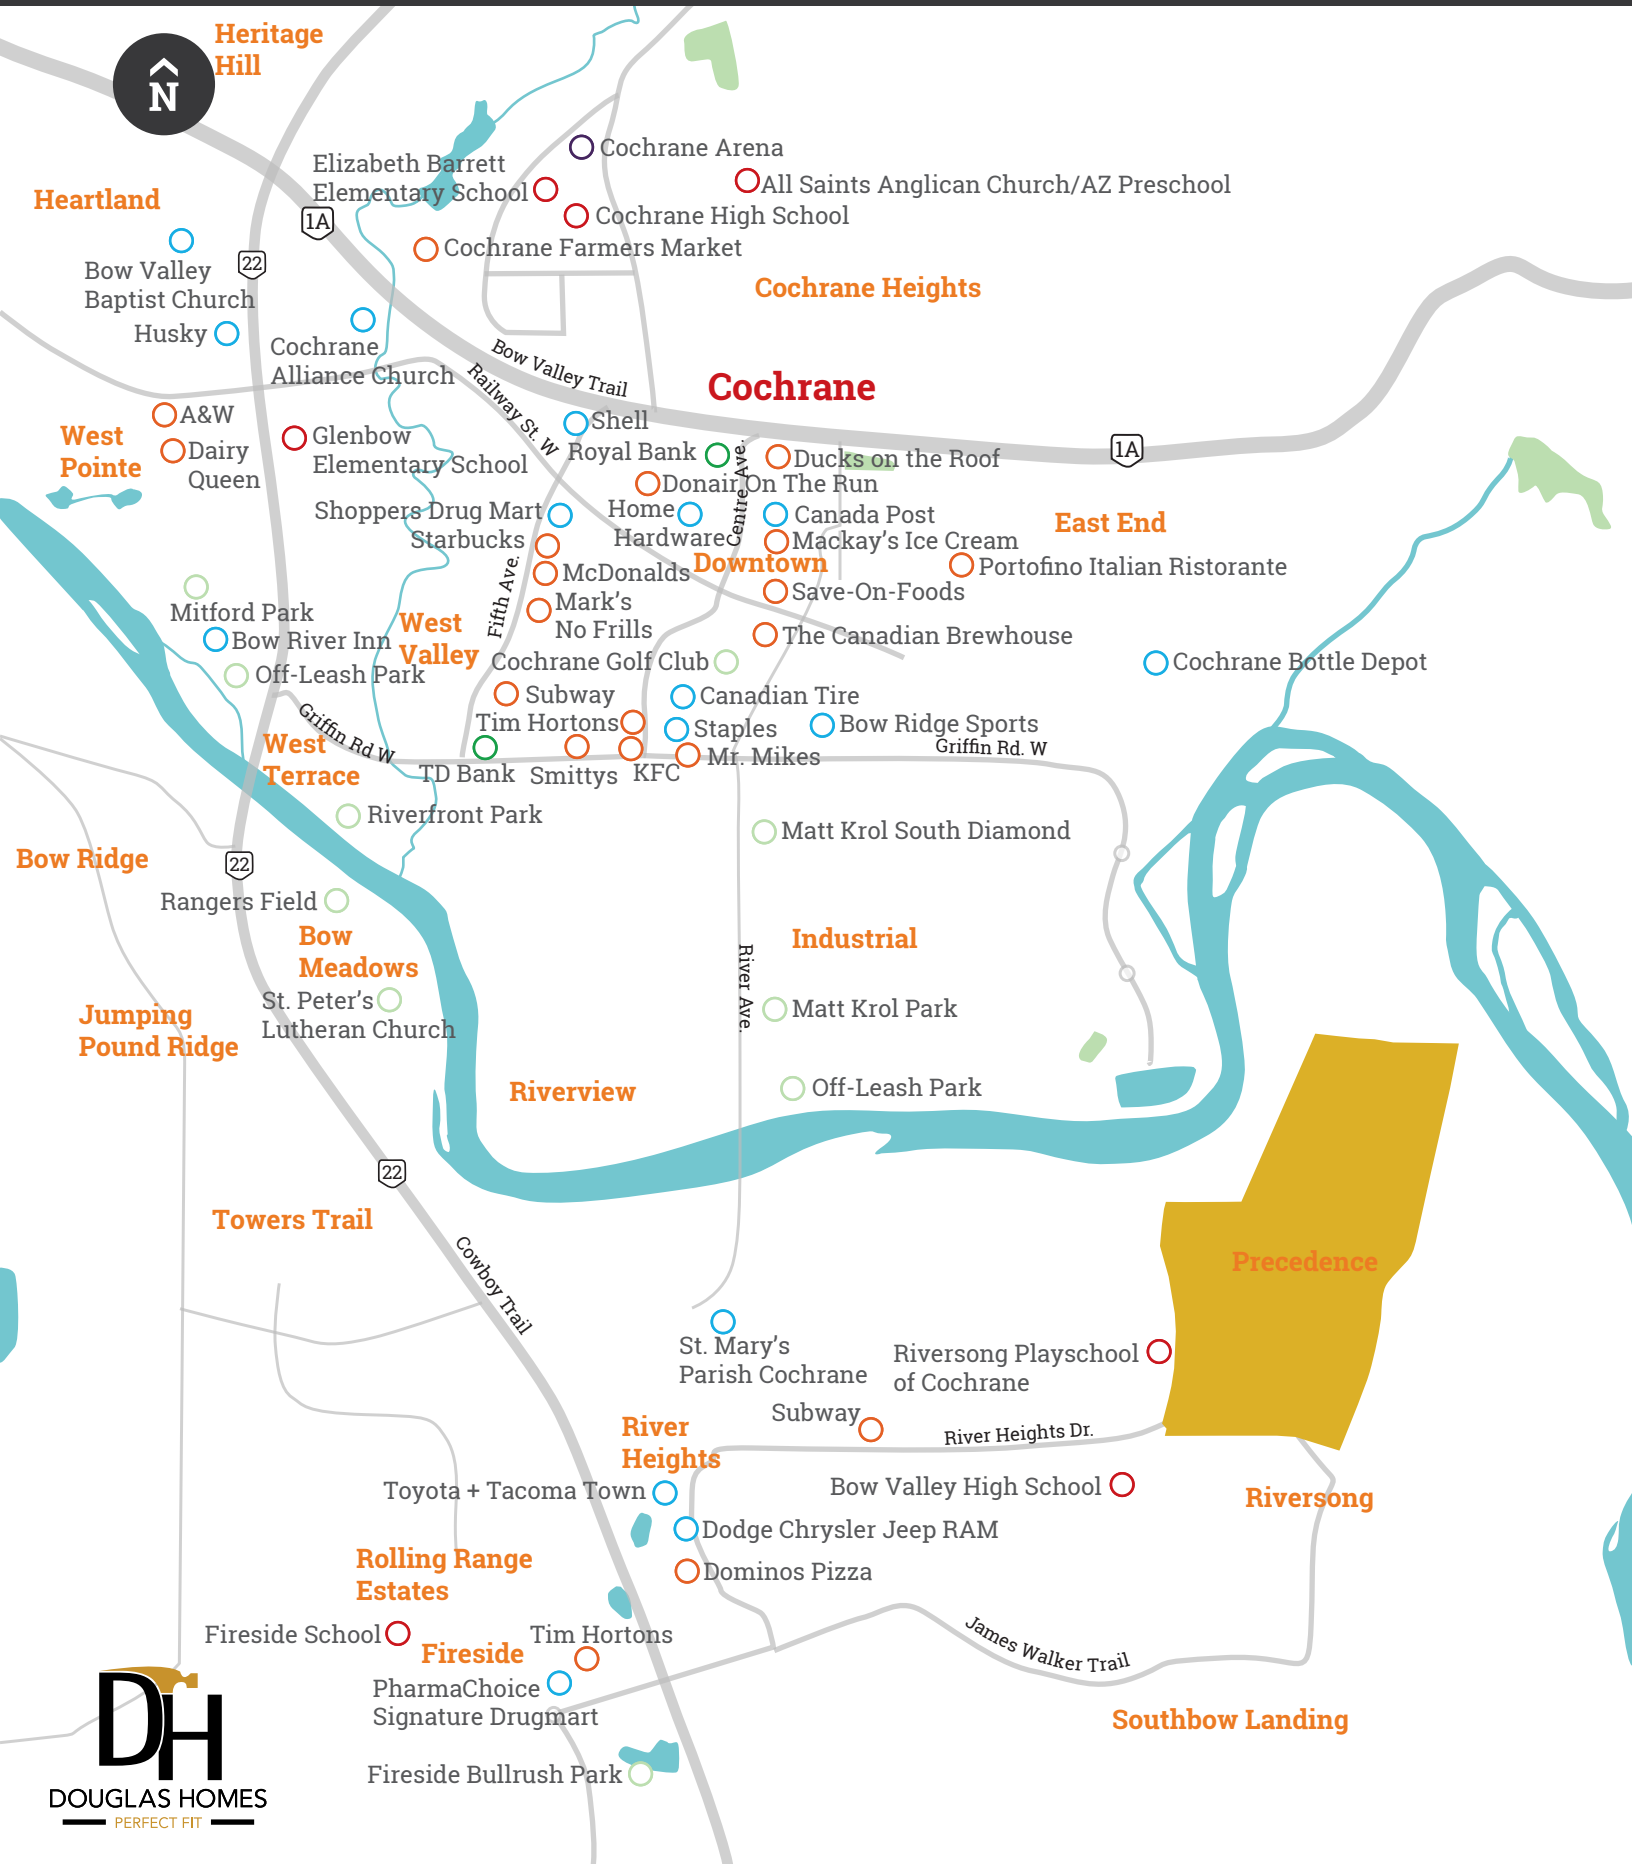 Heritage
Hill
N
Cochrane Arena
Elizabeth Barrett
Elementary School
All Saints Anglican Church/AZ Preschool
Heartland
1A
Cochrane High School
Cochrane Farmers Market
22
Bow Valley
Baptist Church
Cochrane Heights
Husky
Cochrane
Alliance Church
Bow Valley Trail
Railway St. W
Cochrane
A&W
Shell
West
Pointe
Dairy
Queen
Glenbow
Elementary School
Royal Bank
Centre Ave.
Ducks on the Roof
1A
Donair On The Run
Shoppers Drug Mart
Home
Hardware
Canada Post
East End
Starbucks
Mackay's Ice Cream
Downtown
Portofino Italian Ristorante
McDonalds
Fifth Ave.
Save-On-Foods
Mitford Park
Mark's
No Frills
West
Valley
Bow River Inn
The Canadian Brewhouse
Cochrane Golf Club
Cochrane Bottle Depot
Off-Leash Park
Subway
Canadian Tire
Tim Hortons
Staples
Bow Ridge Sports
Griffin Rd W
West
Terrace
Griffin Rd. W
TD Bank
Smittys
KFC
Mr. Mikes
Riverfront Park
Matt Krol South Diamond
Bow Ridge
22
Rangers Field
Bow
Meadows
Industrial
River Ave.
St. Peter's
Lutheran Church
Matt Krol Park
Jumping
Pound Ridge
Riverview
Off-Leash Park
22
Towers Trail
Cowboy Trail
Precedence
St. Mary's
Parish Cochrane
Riversong Playschool
of Cochrane
Subway
River
Heights
River Heights Dr.
Toyota + Tacoma Town
Bow Valley High School
Riversong
Dodge Chrysler Jeep RAM
Rolling Range
Estates
Dominos Pizza
Fireside School
Tim Hortons
Fireside
James Walker Trail
PharmaChoice
Signature Drugmart
Southbow Landing
Fireside Bullrush Park
DH
DOUGLAS HOMES
PERFECT FIT